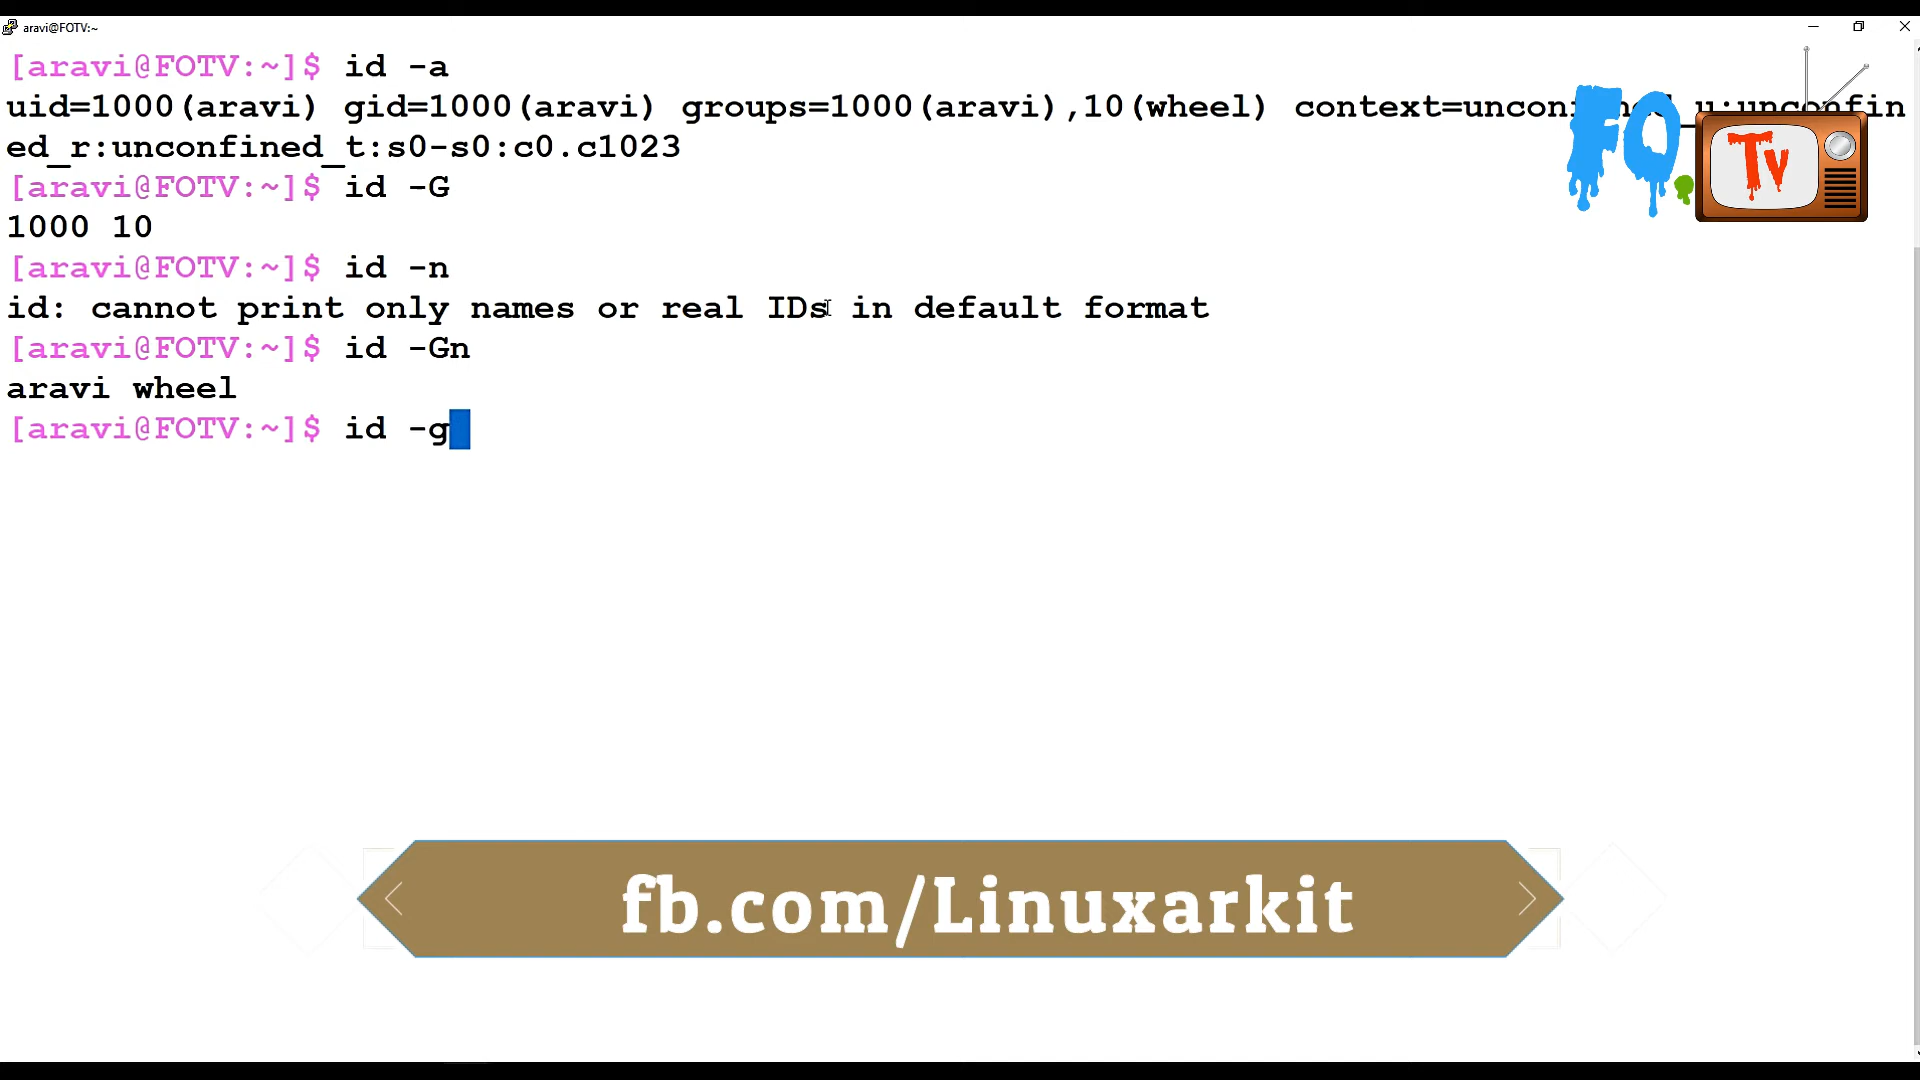 aravi@FOTV:~
[aravi@FOTV:~]$ id -a
uid=1000(aravi) gid=1000(aravi) groups=1000(aravi),10(wheel) context=unconfined_u:unconfin
ed_r:unconfined_t:s0-s0:c0.c1023
[aravi@FOTV:~]$ id -G
1000 10
[aravi@FOTV:~]$ id -n
id: cannot print only names or real IDs in default format
[aravi@FOTV:~]$ id -Gn
aravi wheel
[aravi@FOTV:~]$ id -g
FO.
Tv
fb.com/Linuxarkit